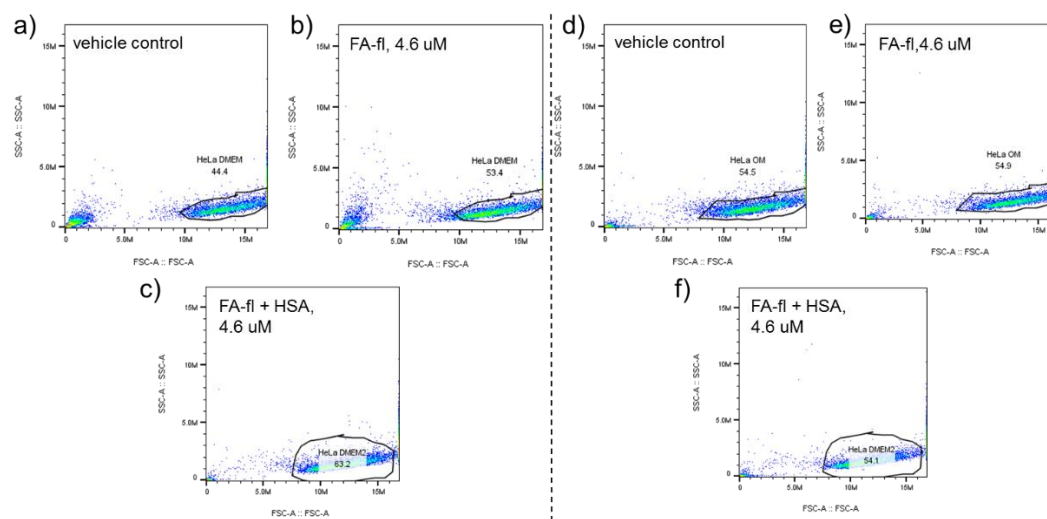 a)
vehicle control
15M
10M
5.0M
0
SSC-A :: SSC-A
HeLa DMEM
44.4
0
5.0M
10M
15M
FSC-A :: FSC-A
b)
FA-fl, 4.6 uM
15M
10M
5.0M
0
SSC-A :: SSC-A
HeLa DMEM
53.4
0
5.0M
10M
15M
FSC-A :: FSC-A
d)
vehicle control
15M
10M
5.0M
0
SSC-A :: SSC-A
HeLa OM
54.5
0
5.0M
10M
15M
FSC-A :: FSC-A
e)
FA-fl,4.6 uM
15M
10M
5.0M
0
SSC-A :: SSC-A
HeLa OM
54.9
0
5.0M
10M
15M
FSC-A :: FSC-A
c)
FA-fl + HSA,
4.6 uM
15M
10M
5.0M
0
SSC-A :: SSC-A
HeLa DMEM2
63.2
0
5.0M
10M
15M
FSC-A :: FSC-A
f)
FA-fl + HSA,
4.6 uM
15M
10M
5.0M
0
SSC-A :: SSC-A
HeLa DMEM2
54.1
0
5.0M
10M
15M
FSC-A :: FSC-A